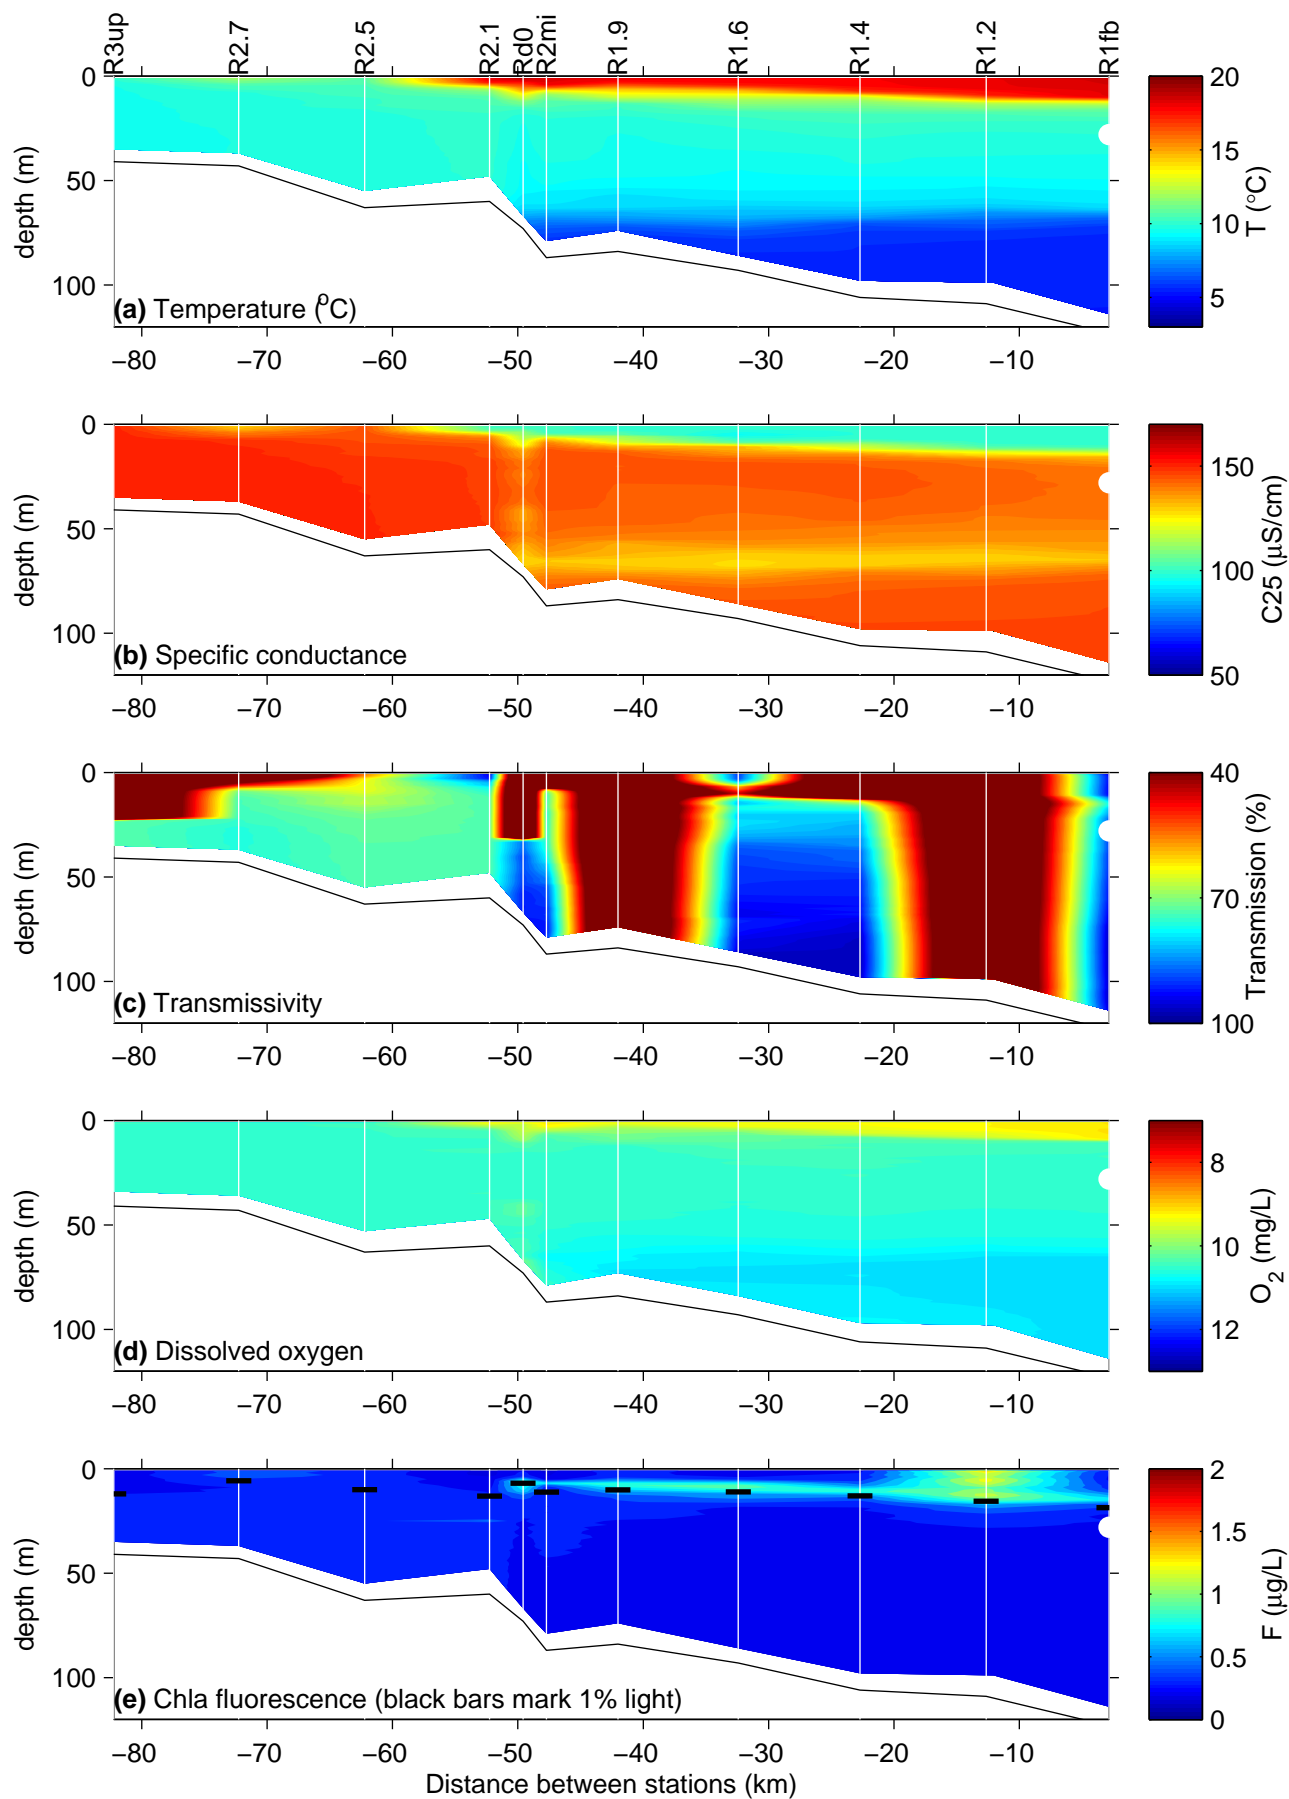 R3up R2.7 R2.5 R2.1 Rd0 R2mi R1.9 R1.6 R1.4 R1.2 R1fb
0
50
100
depth (m)
(a) Temperature (°C)
−80 −70 −60 −50 −40 −30 −20 −10
20
15
10
5
T (°C)
0
50
100
depth (m)
(b) Specific conductance
−80 −70 −60 −50 −40 −30 −20 −10
150
100
50
C25 (µS/cm)
0
50
100
depth (m)
(c) Transmissivity
−80 −70 −60 −50 −40 −30 −20 −10
40
70
100
Transmission (%)
0
50
100
depth (m)
(d) Dissolved oxygen
−80 −70 −60 −50 −40 −30 −20 −10
8
10
12
O2 (mg/L)
0
50
100
depth (m)
(e) Chla fluorescence (black bars mark 1% light)
−80 −70 −60 −50 −40 −30 −20 −10
2
1.5
1
0.5
0
F (µg/L)
Distance between stations (km)